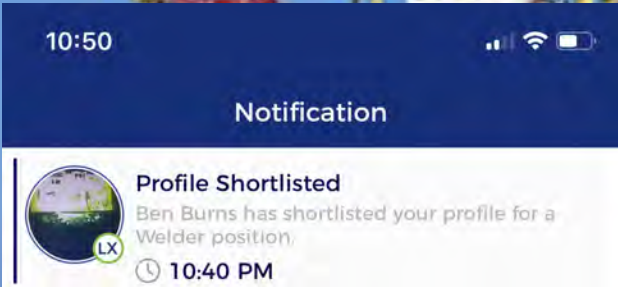 10:50
Notification
Profile Shortlisted
Ben Burns has shortlisted your profile for a
Welder position.
LX
10:40 PM